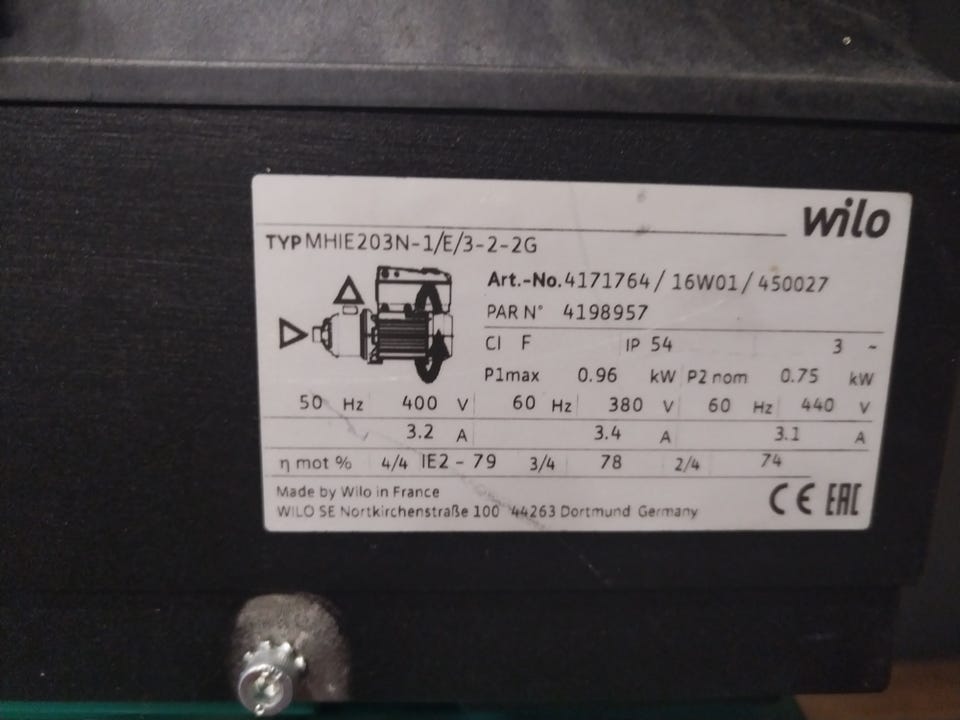 wilo
TYP MHIE203N-1/E/3-2-2G
Art.-No. 4171764 / 16W01 / 450027
PAR N° 4198957
Cl F IP 54 3 ~
P1max 0.96 kW P2 nom 0.75 kW
50 Hz 400 V 60 Hz 380 V 60 Hz 440 V
3.2 A 3.4 A 3.1 A
η mot % 4/4 IE2 - 79 3/4 78 2/4 74
Made by Wilo in France
WILO SE Nortkirchenstraße 100 44263 Dortmund Germany
CE EAC